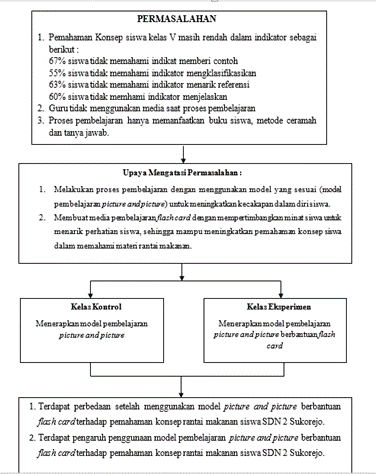 PERMASALAHAN
1. Pemahaman Konsep siswa kelas V masih rendah dalam indikator sebagai
berikut :
67% siswa tidak memahami indikat memberi contoh
55% siswa tidak memahami indikator mengklasifikasikan
63% siswa tidak memahami indikator menarik referensi
60% siswa tidak memhami indikator menjelaskan
2. Guru tidak menggunakan media saat proses pembelajaran
3. Proses pembelajaran hanya memanfaatkan buku siswa, metode ceramah
dan tanya jawab.
Upaya Mengatasi Permasalahan :
1. Melakukan proses pembelajaran dengan menggunakan model yang sesuai (model
pembelajaran picture and picture) untuk meningkatkan kecakapan dalam diri siswa.
2. Membuat media pembelajaran flash card dengan mempertimbangkan minat siswa untuk
menarik perhatian siswa, sehingga mampu meningkatkan pemahaman konsep siswa
dalam memahami materi rantai makanan.
Kelas Kontrol
Menerapkan model pembelajaran
picture and picture
Kelas Eksperimen
Menerapkan model pembelajaran
picture and picture berbantuan flash
card
1. Terdapat perbedaan setelah menggunakan model picture and picture berbantuan
flash card terhadap pemahaman konsep rantai makanan siswa SDN 2 Sukorejo.
2. Terdapat pengaruh penggunaan model pembelajaran picture and picture berbantuan
flash card terhadap pemahaman konsep rantai makanan siswa SDN 2 Sukorejo.